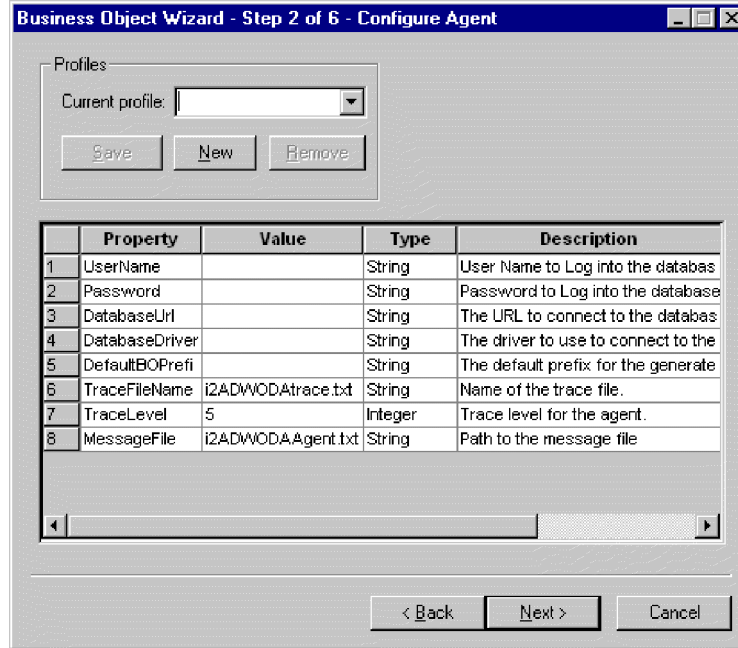 Business Object Wizard - Step 2 of 6 - Configure Agent
Profiles
Current profile:
Save New Remove
Property Value Type Description
1 UserName String User Name to Log into the databas
2 Password String Password to Log into the database
3 DatabaseUrl String The URL to connect to the databas
4 DatabaseDriver String The driver to use to connect to the
5 DefaultBOPrefi String The default prefix for the generate
6 TraceFileName i2ADWODAtrace.txt String Name of the trace file.
7 TraceLevel 5 Integer Trace level for the agent.
8 MessageFile i2ADWODAAgent.txt String Path to the message file
< Back Next > Cancel